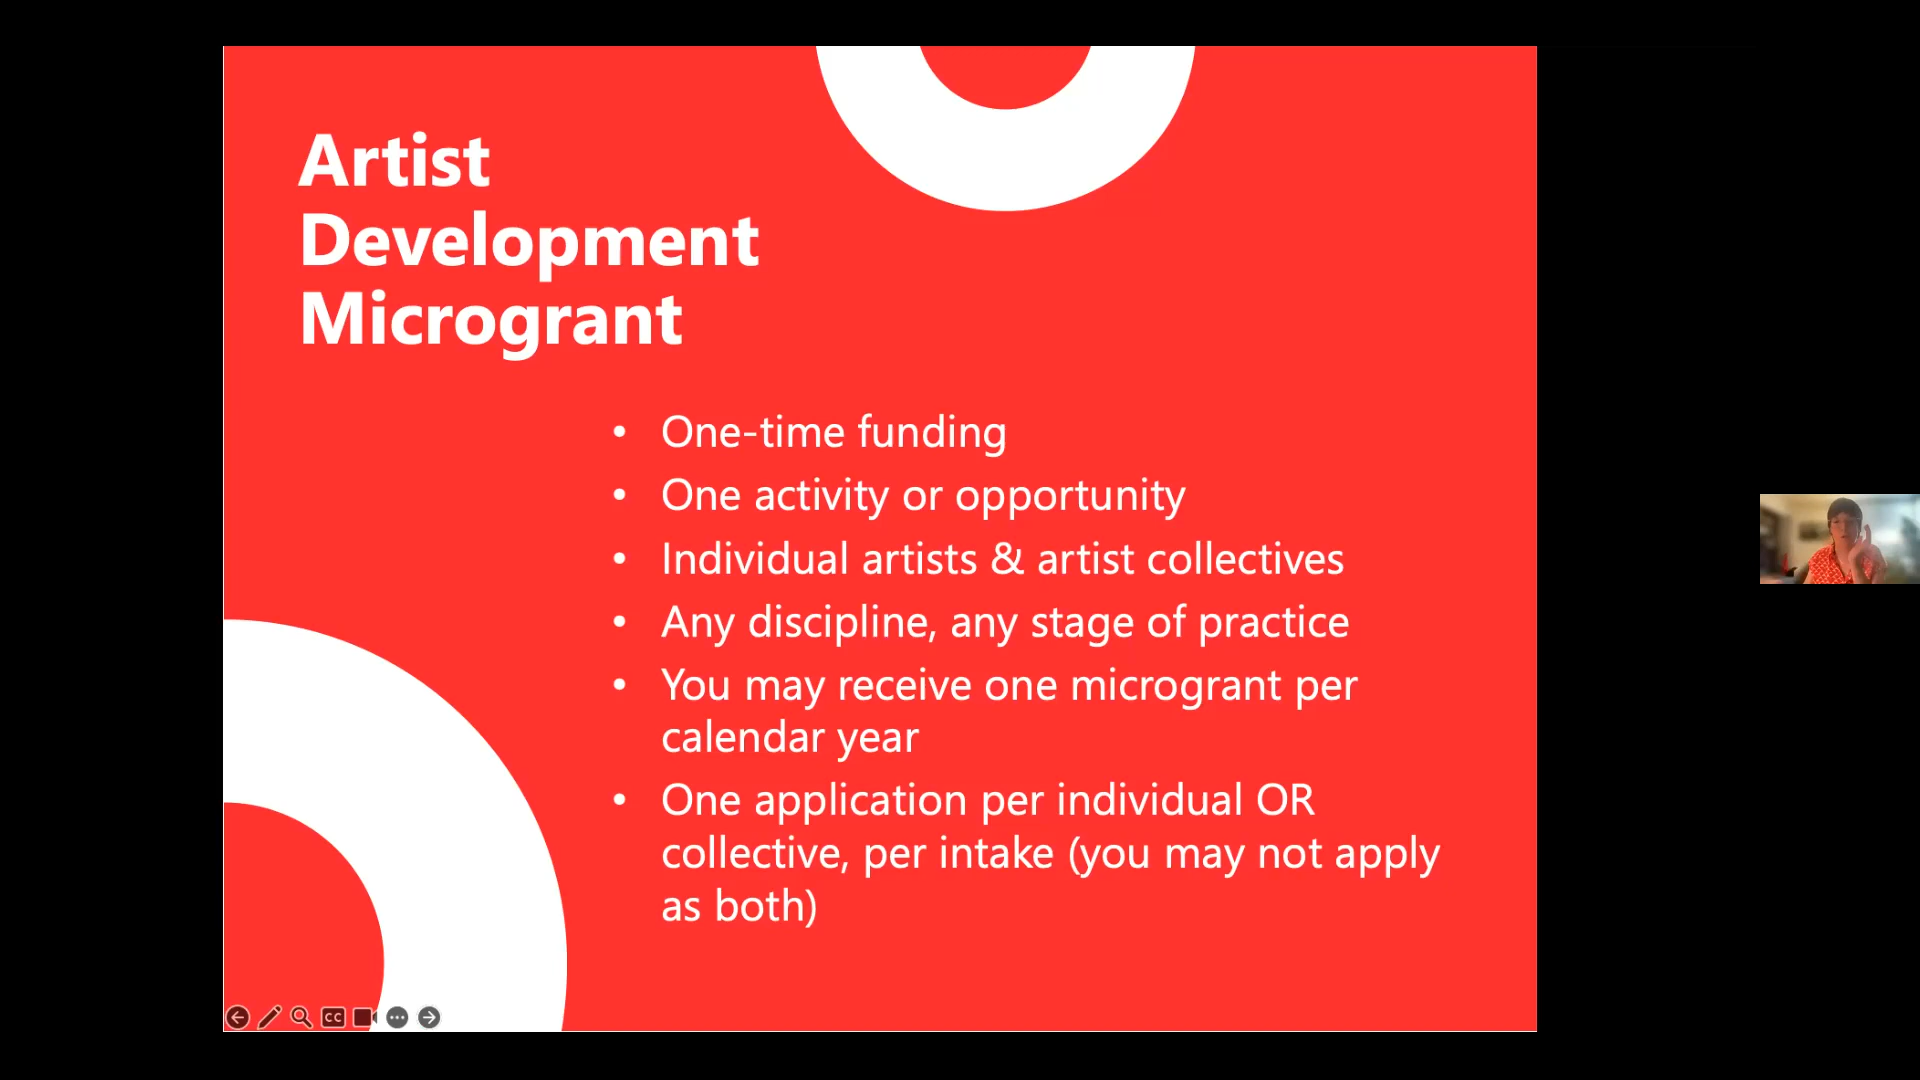 Artist
Development
Microgrant
• One-time funding
• One activity or opportunity
• Individual artists & artist collectives
• Any discipline, any stage of practice
• You may receive one microgrant per
calendar year
• One application per individual OR
collective, per intake (you may not apply
as both)
CC